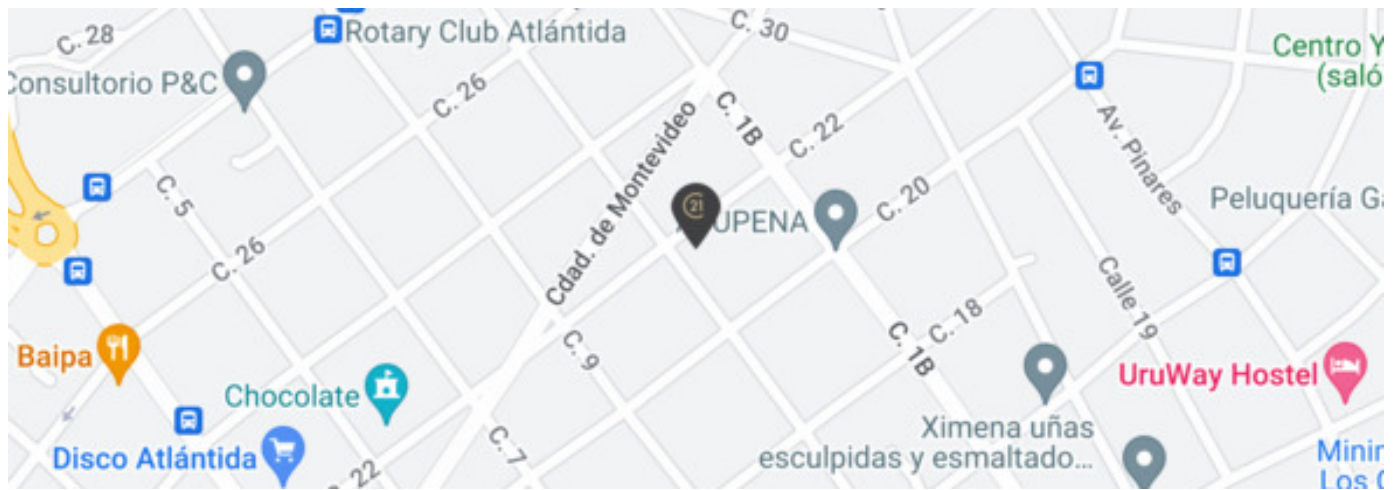 C. 28
Rotary Club Atlántida
C. 30
Centro Y
(saló
Consultorio P&C
C. 26
C. 1B
C. 22
Av. Pinares
Cdad. de Montevideo
C. 5
21
UPENA
C. 20
Peluquería Ga
C. 26
Calle 19
C. 18
C. 1B
Baipa
C. 9
UruWay Hostel
Chocolate
Ximena uñas
esculpidas y esmaltado...
C. 7
Disco Atlántida
C. 22
Minin
Los